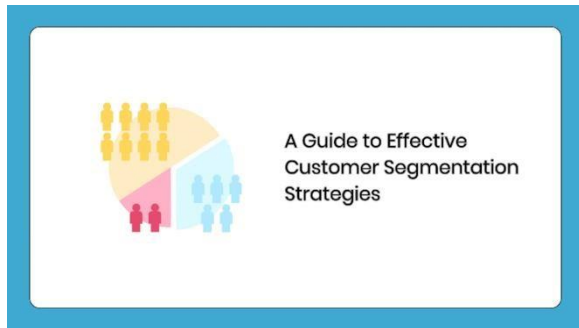 A Guide to Effective
Customer Segmentation
Strategies